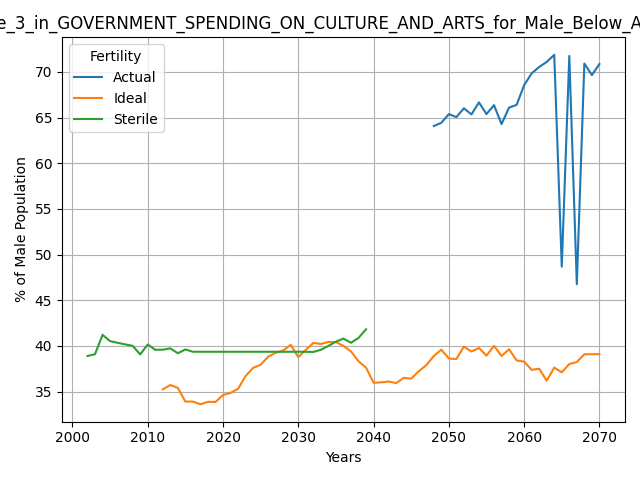 e_3_in_GOVERNMENT_SPENDING_ON_CULTURE_AND_ARTS_for_Male_Below_A
Fertility
Actual
Ideal
Sterile
% of Male Population
70
65
60
55
50
45
40
35
2000 2010 2020 2030 2040 2050 2060 2070
Years